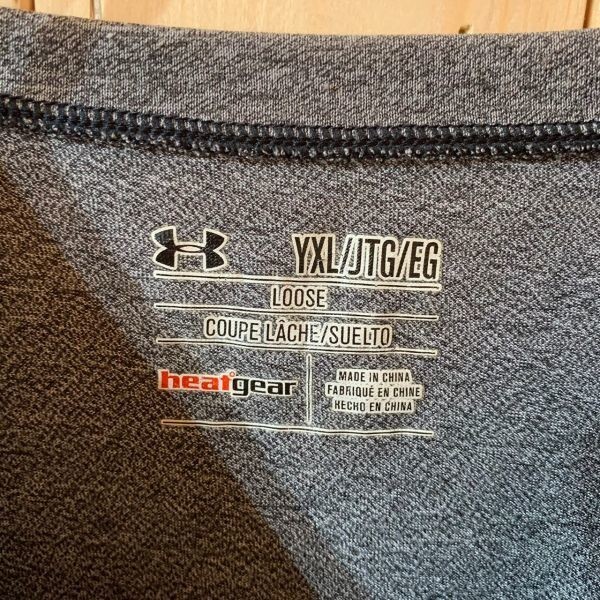 YXL/JTG/EG
LOOSE
COUPE LÂCHE/SUELTO
heatgear
MADE IN CHINA
FABRIQUÉ EN CHINE
HECHO EN CHINA